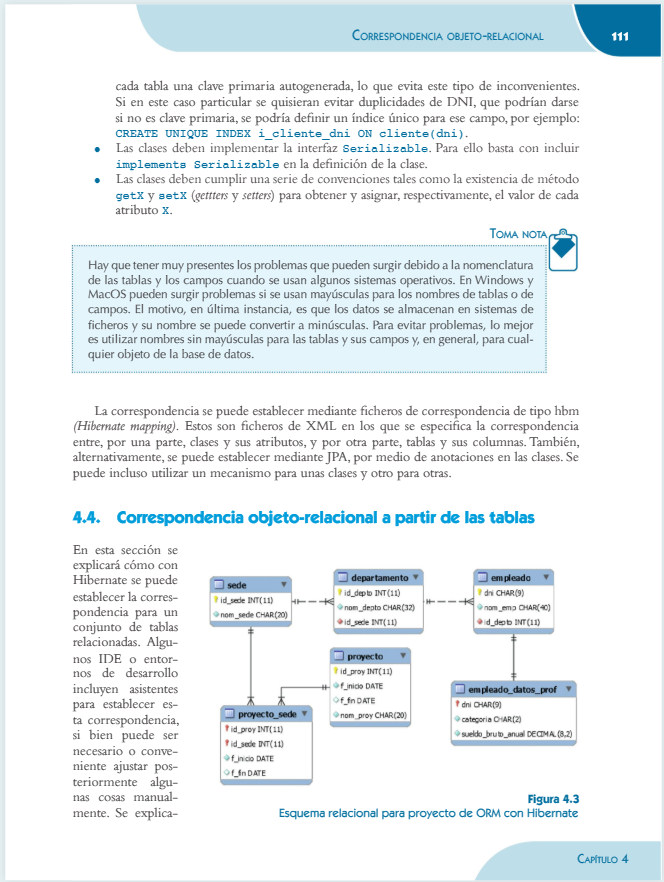 CORRESPONDENCIA OBJETO-RELACIONAL 111
cada tabla una clave primaria autogenerada, lo que evita este tipo de inconvenientes.
Si en este caso particular se quisieran evitar duplicidades de DNI, que podrían darse
si no es clave primaria, se podría definir un índice único para ese campo, por ejemplo:
CREATE UNIQUE INDEX i_cliente_dni ON cliente(dni).
● Las clases deben implementar la interfaz Serializable. Para ello basta con incluir
implements Serializable en la definición de la clase.
● Las clases deben cumplir una serie de convenciones tales como la existencia de método
getX y setX (gettters y setters) para obtener y asignar, respectivamente, el valor de cada
atributo X.
TOMA NOTA
Hay que tener muy presentes los problemas que pueden surgir debido a la nomenclatura
de las tablas y los campos cuando se usan algunos sistemas operativos. En Windows y
MacOS pueden surgir problemas si se usan mayúsculas para los nombres de tablas o de
campos. El motivo, en última instancia, es que los datos se almacenan en sistemas de
ficheros y su nombre se puede convertir a minúsculas. Para evitar problemas, lo mejor
es utilizar nombres sin mayúsculas para las tablas y sus campos y, en general, para cual-
quier objeto de la base de datos.
La correspondencia se puede establecer mediante ficheros de correspondencia de tipo hbm
(Hibernate mapping). Estos son ficheros de XML en los que se especifica la correspondencia
entre, por una parte, clases y sus atributos, y por otra parte, tablas y sus columnas. También,
alternativamente, se puede establecer mediante JPA, por medio de anotaciones en las clases. Se
puede incluso utilizar un mecanismo para unas clases y otro para otras.
4.4. Correspondencia objeto-relacional a partir de las tablas
En esta sección se
explicará cómo con
Hibernate se puede
establecer la corres-
pondencia para un
conjunto de tablas
relacionadas. Algu-
nos IDE o entor-
nos de desarrollo
incluyen asistentes
para establecer es-
ta correspondencia,
si bien puede ser
necesario o conve-
niente ajustar pos-
teriormente algu-
nas cosas manual-
mente. Se explica-
sede
id_sede INT(11)
nom_sede CHAR(20)
departamento
id_depto INT(11)
nom_depto CHAR(32)
id_sede INT(11)
empleado
dni CHAR(9)
nom_emp CHAR(40)
id_depto INT(11)
proyecto
id_proy INT(11)
f_inicio DATE
f_fin DATE
nom_proy CHAR(20)
proyecto_sede
id_proy INT(11)
id_sede INT(11)
f_inicio DATE
f_fin DATE
empleado_datos_prof
dni CHAR(9)
categoria CHAR(2)
sueldo_bruto_anual DECIMAL(8,2)
Figura 4.3
Esquema relacional para proyecto de ORM con Hibernate
CAPÍTULO 4